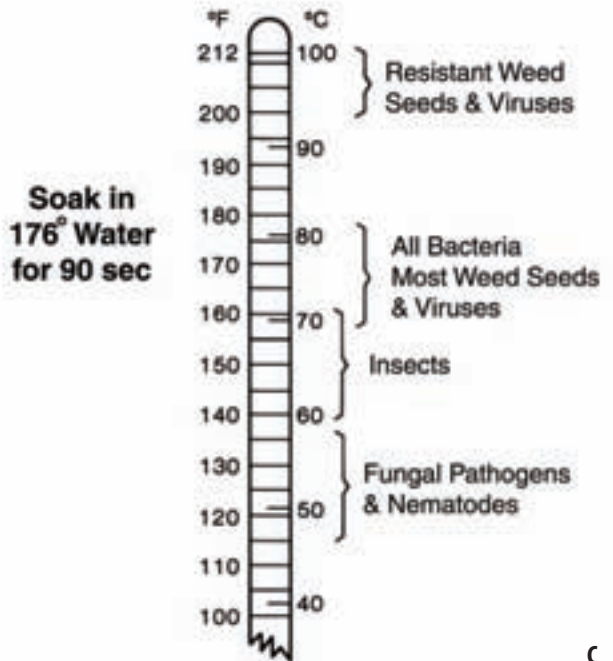 °F °C
212 100
Resistant Weed
Seeds & Viruses
200
90
190
Soak in
176° Water
for 90 sec
180
80
All Bacteria
Most Weed Seeds
& Viruses
170
160
70
150
Insects
140 60
130
Fungal Pathogens
& Nematodes
50
120
110
40
100
C